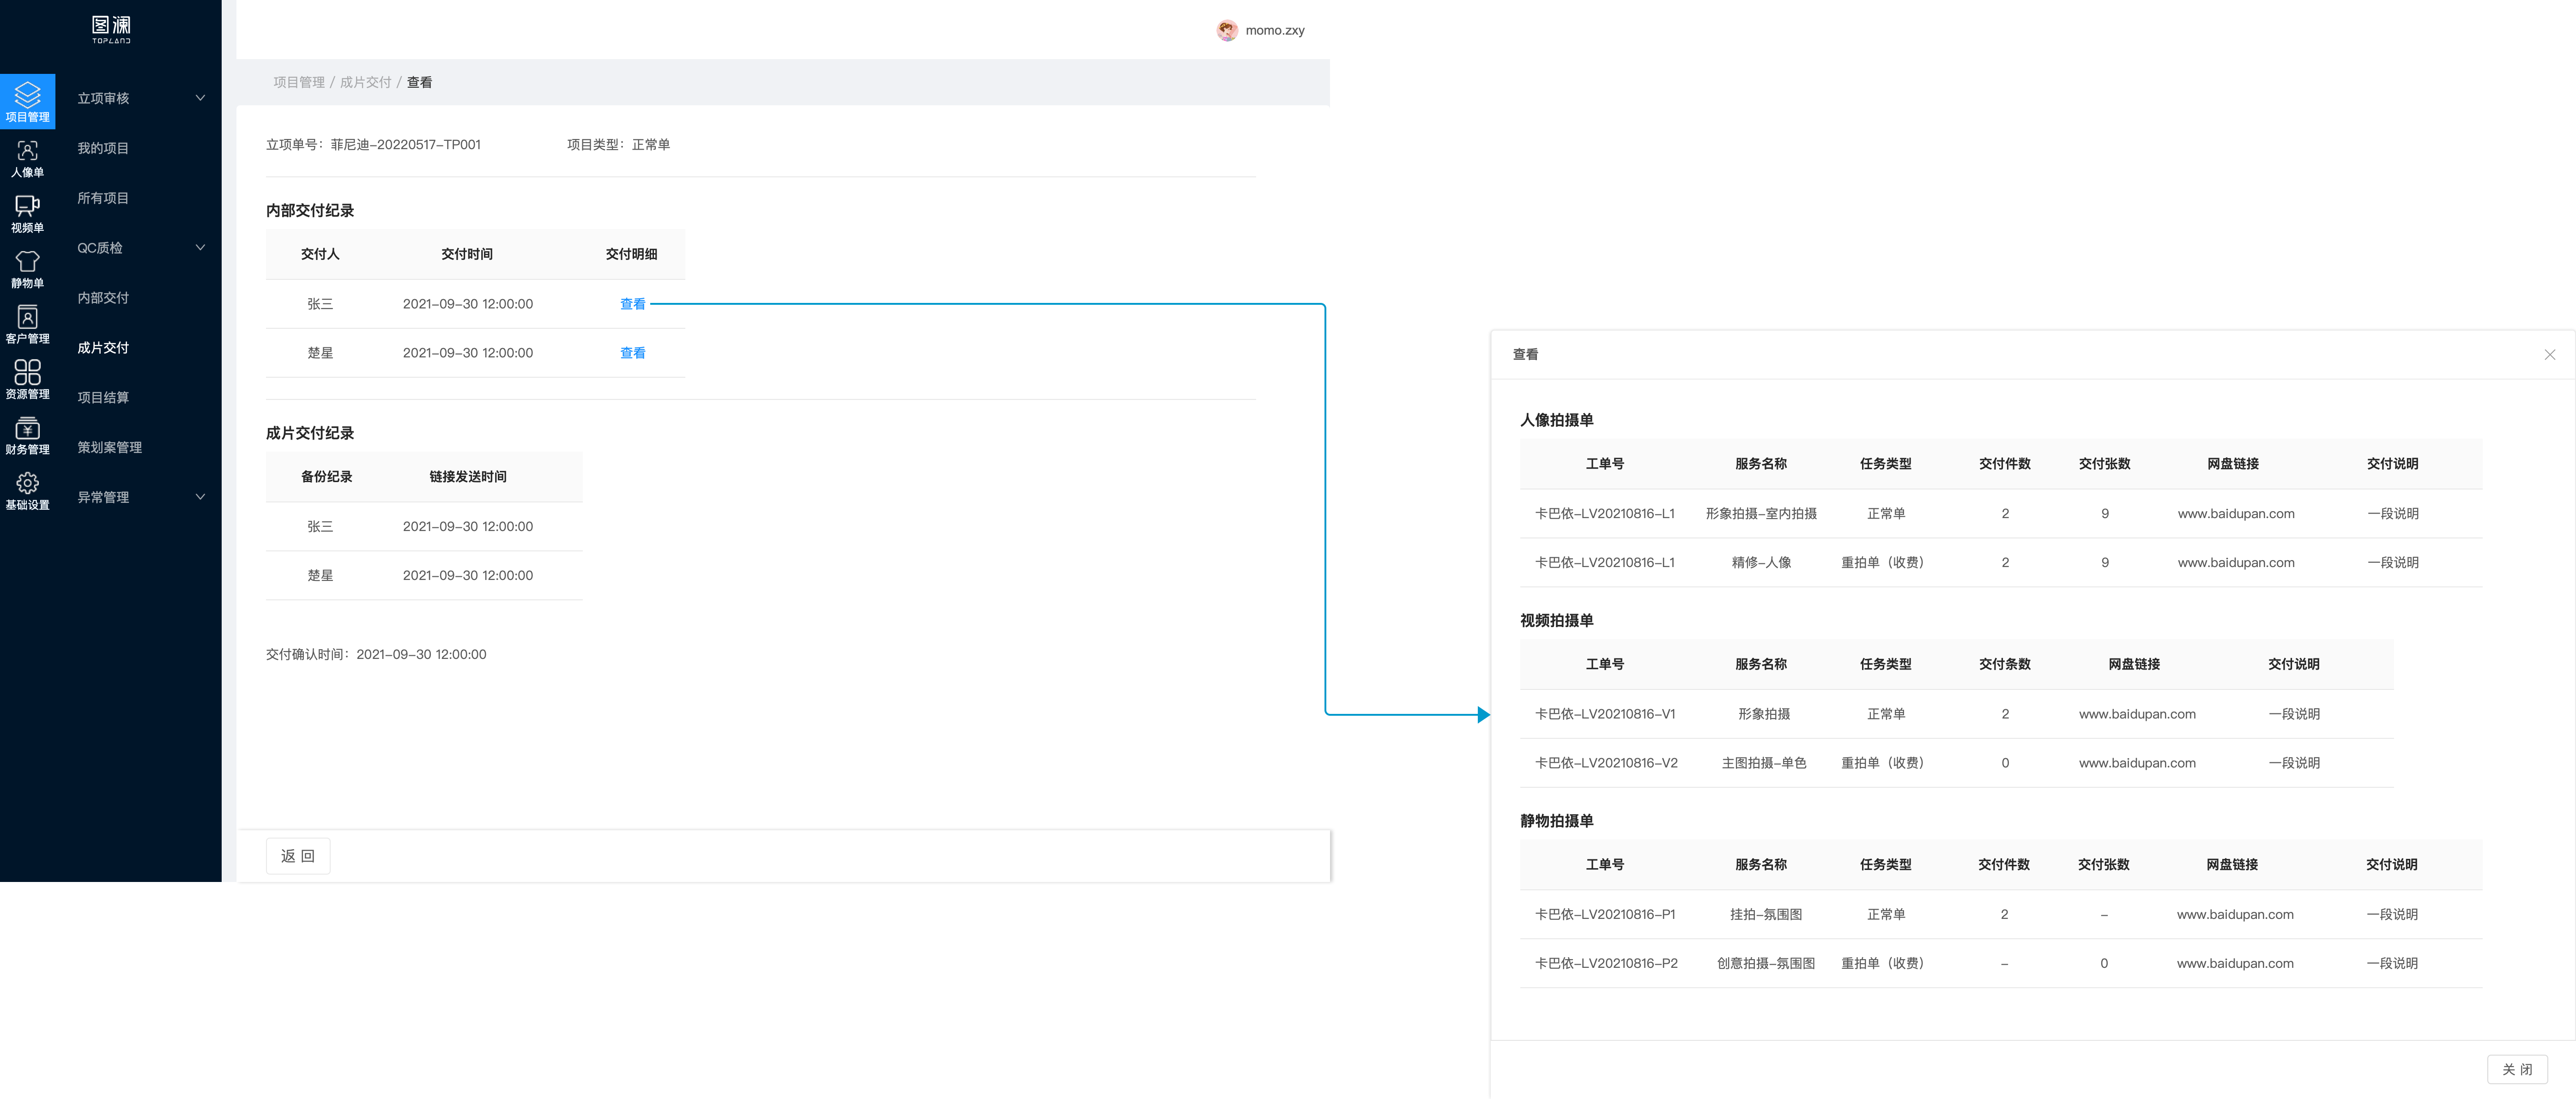 图澜
TOPLAND
momo.zxy
项目管理 / 成片交付 / 查看
项目管理
人像单
视频单
静物单
客户管理
资源管理
财务管理
基础设置
立项审核
我的项目
所有项目
QC质检
内部交付
成片交付
项目结算
策划案管理
异常管理
立项单号：菲尼迪-20220517-TP001 项目类型：正常单
内部交付纪录
交付人 交付时间 交付明细
张三 2021-09-30 12:00:00 查看
楚星 2021-09-30 12:00:00 查看
成片交付纪录
备份纪录 链接发送时间
张三 2021-09-30 12:00:00
楚星 2021-09-30 12:00:00
交付确认时间：2021-09-30 12:00:00
返 回
查看
人像拍摄单
工单号 服务名称 任务类型 交付件数 交付张数 网盘链接 交付说明
卡巴依-LV20210816-L1 形象拍摄-室内拍摄 正常单 2 9 www.baidupan.com 一段说明
卡巴依-LV20210816-L1 精修-人像 重拍单（收费） 2 9 www.baidupan.com 一段说明
视频拍摄单
工单号 服务名称 任务类型 交付条数 网盘链接 交付说明
卡巴依-LV20210816-V1 形象拍摄 正常单 2 www.baidupan.com 一段说明
卡巴依-LV20210816-V2 主图拍摄-单色 重拍单（收费） 0 www.baidupan.com 一段说明
静物拍摄单
工单号 服务名称 任务类型 交付件数 交付张数 网盘链接 交付说明
卡巴依-LV20210816-P1 挂拍-氛围图 正常单 2 - www.baidupan.com 一段说明
卡巴依-LV20210816-P2 创意拍摄-氛围图 重拍单（收费） - 0 www.baidupan.com 一段说明
关 闭